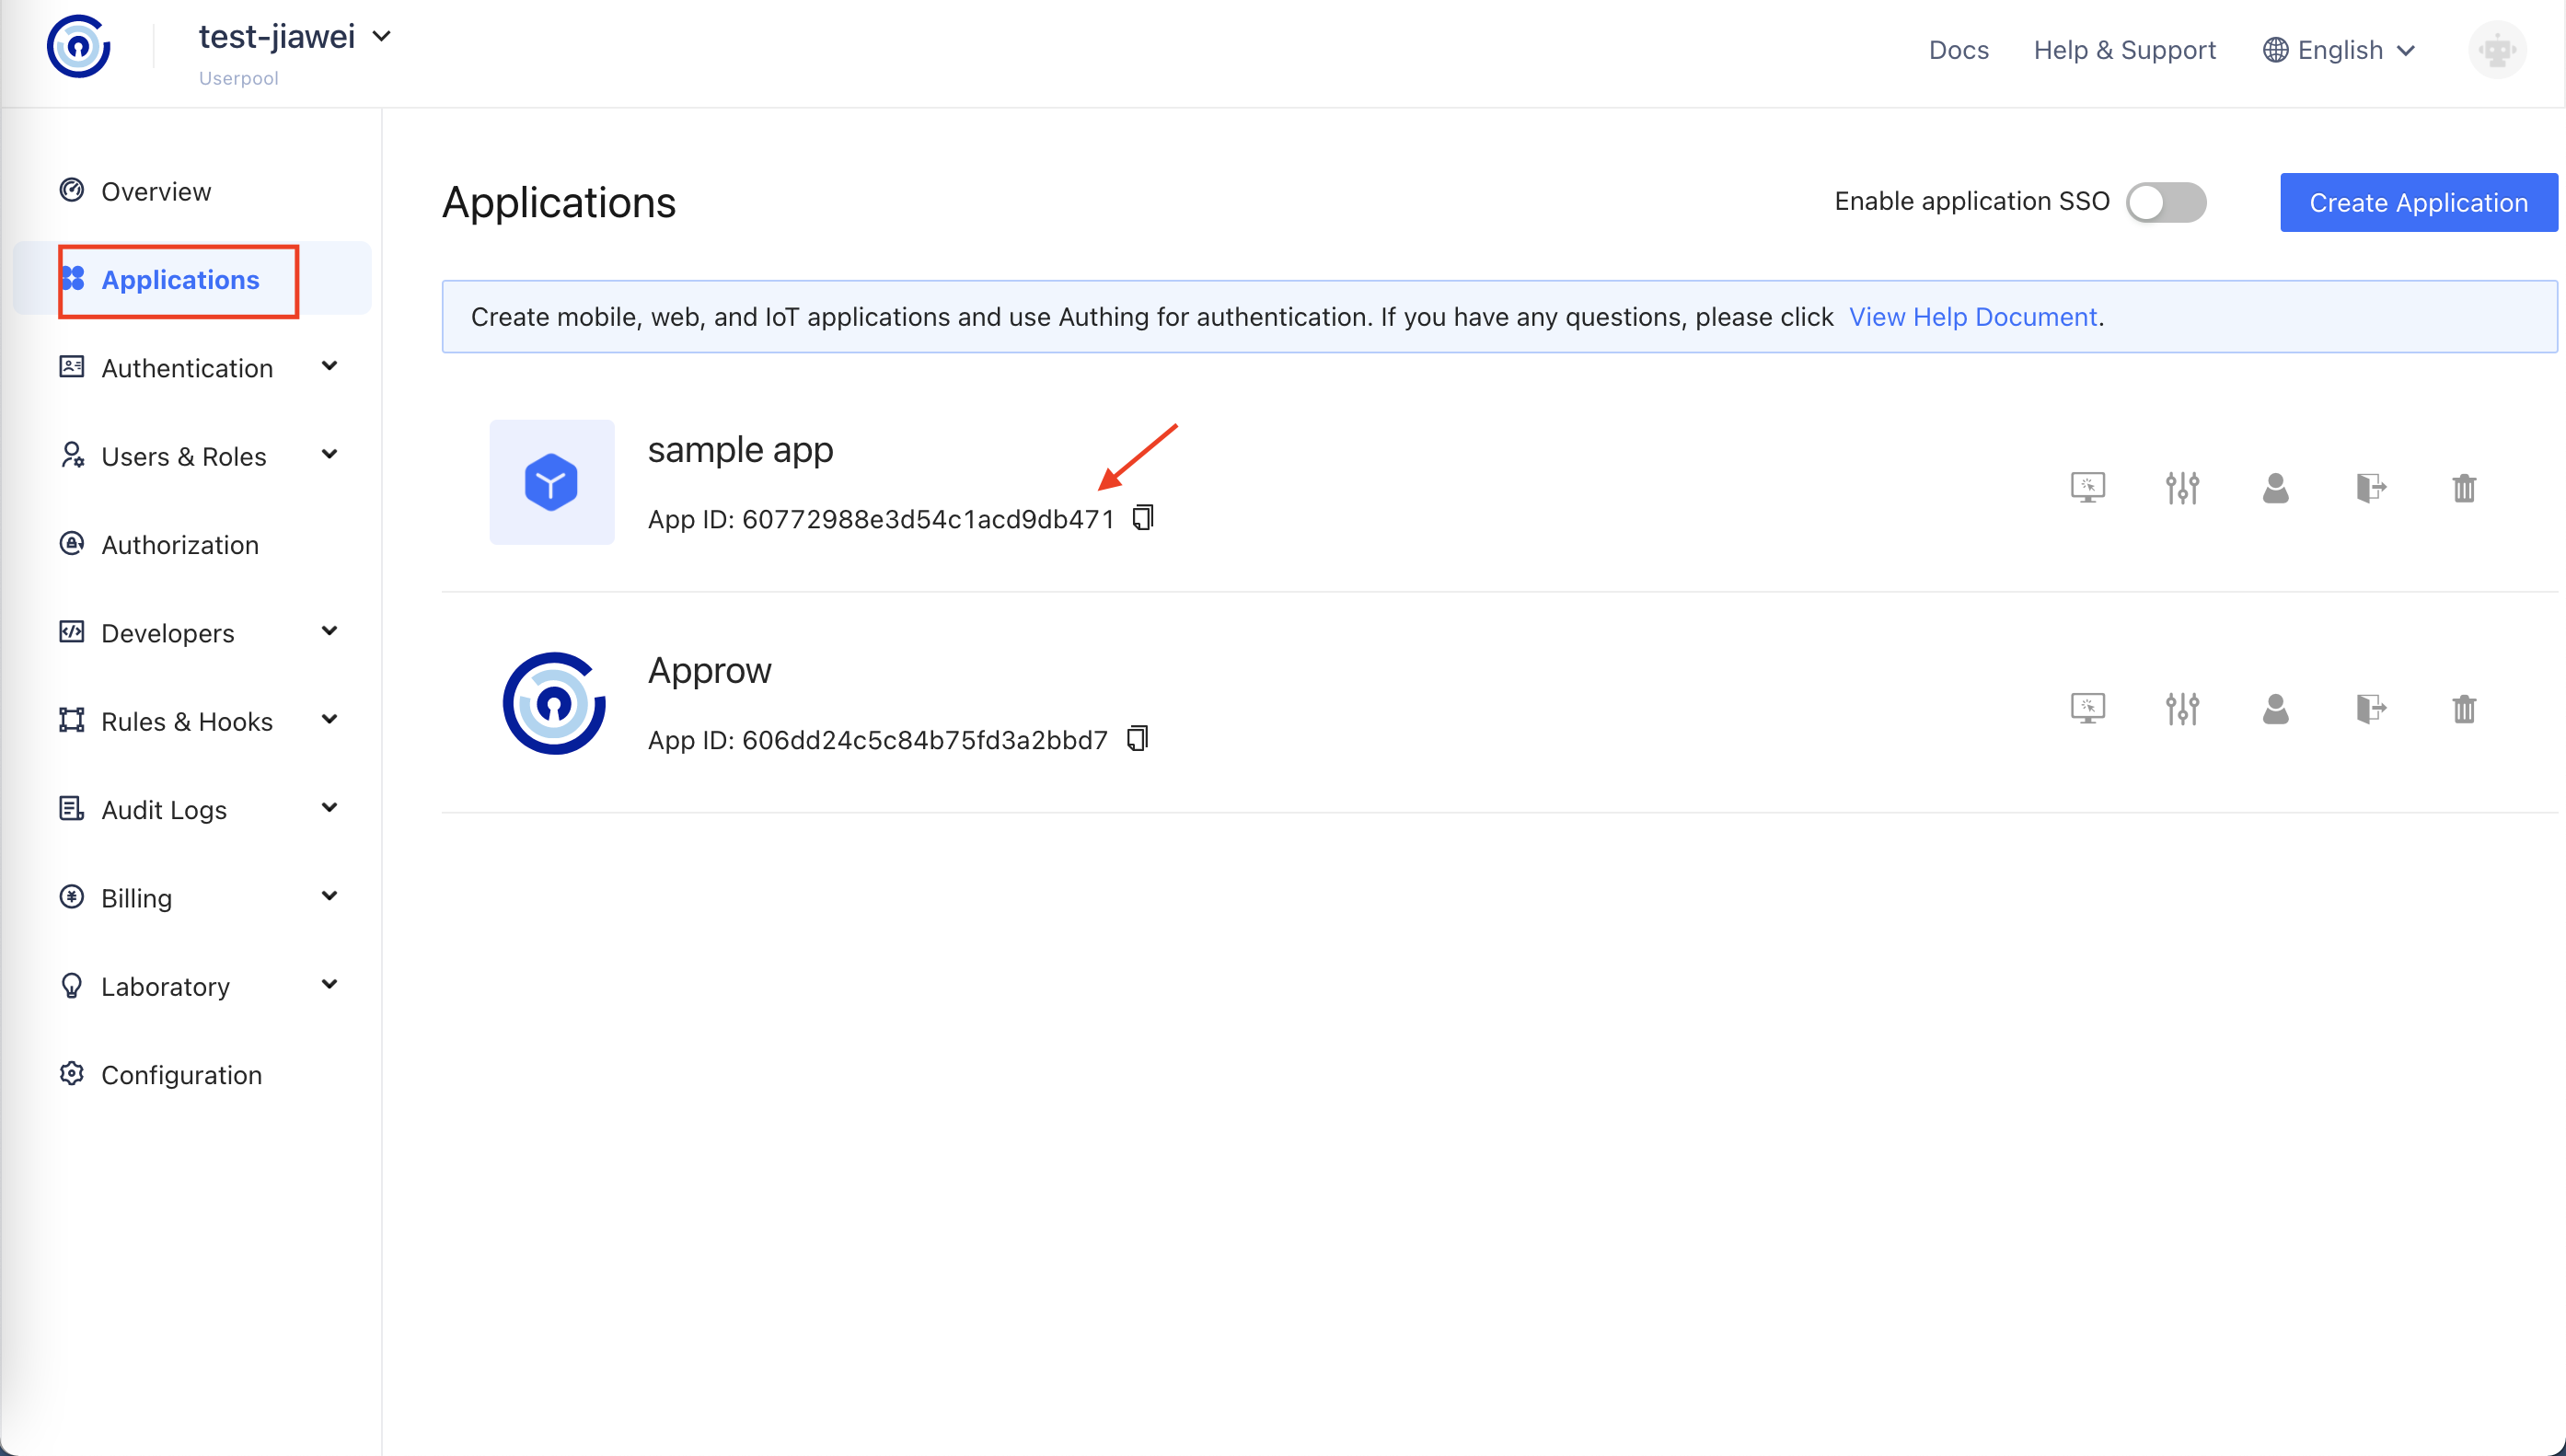 test-jiawei
Userpool
Docs
Help & Support
English
Overview
Applications
Authentication
Users & Roles
Authorization
Developers
Rules & Hooks
Audit Logs
Billing
Laboratory
Configuration
Applications
Enable application SSO
Create Application
Create mobile, web, and IoT applications and use Authing for authentication. If you have any questions, please click View Help Document.
sample app
App ID: 60772988e3d54c1acd9db471
Approw
App ID: 606dd24c5c84b75fd3a2bbd7